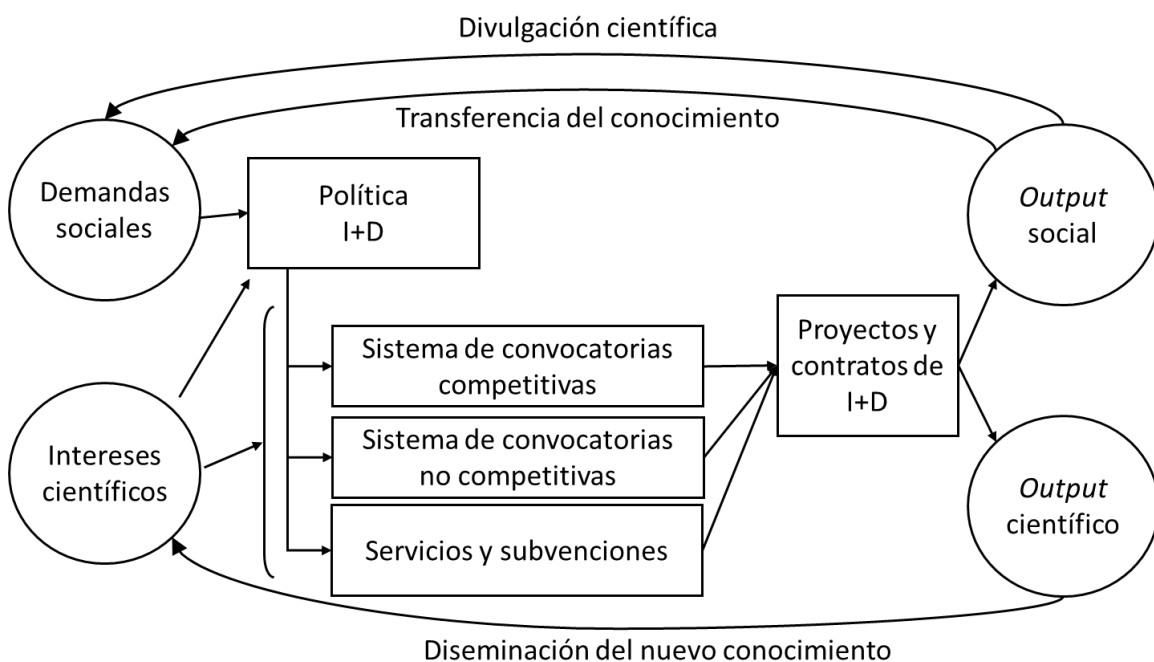 Divulgación científica
Transferencia del conocimiento
Demandas
sociales
Política
I+D
Output
social
Sistema de convocatorias
competitivas
Proyectos y
contratos de
I+D
Intereses
científicos
Sistema de convocatorias
no competitivas
Output
científico
Servicios y subvenciones
Diseminación del nuevo conocimiento